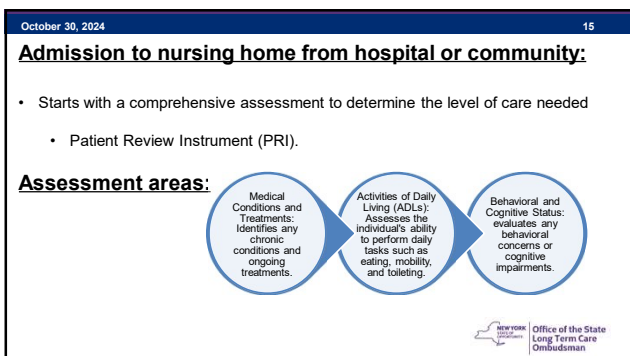 October 30, 2024 15
Admission to nursing home from hospital or community:
• Starts with a comprehensive assessment to determine the level of care needed
• Patient Review Instrument (PRI).
Assessment areas:
Medical
Conditions and
Treatments:
Identifies any
chronic
conditions and
ongoing
treatments.
Activities of Daily
Living (ADLs):
Assesses the
individual's ability
to perform daily
tasks such as
eating, mobility,
and toileting.
Behavioral and
Cognitive Status:
evaluates any
behavioral
concerns or
cognitive
impairments.
NEW YORK
STATE OF
OPPORTUNITY
Office of the State
Long Term Care
Ombudsman